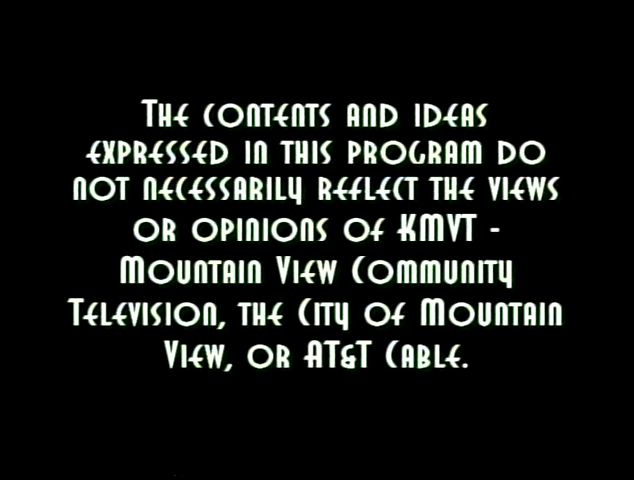 The contents and ideas
expressed in this program do
not necessarily reflect the views
or opinions of KMVT -
Mountain View Community
Television, the City of Mountain
View, or AT&T Cable.